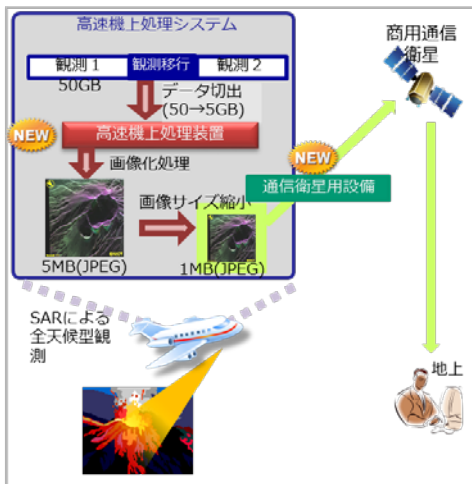 高速機上処理システム
商用通信
衛星
観測１ 観測移行 観測２
50GB
データ切出
(50→5GB)
NEW
高速機上処理装置
画像化処理
NEW
通信衛星用設備
画像サイズ縮小
5MB(JPEG)
1MB(JPEG)
SARによる
全天候型観
測
地上